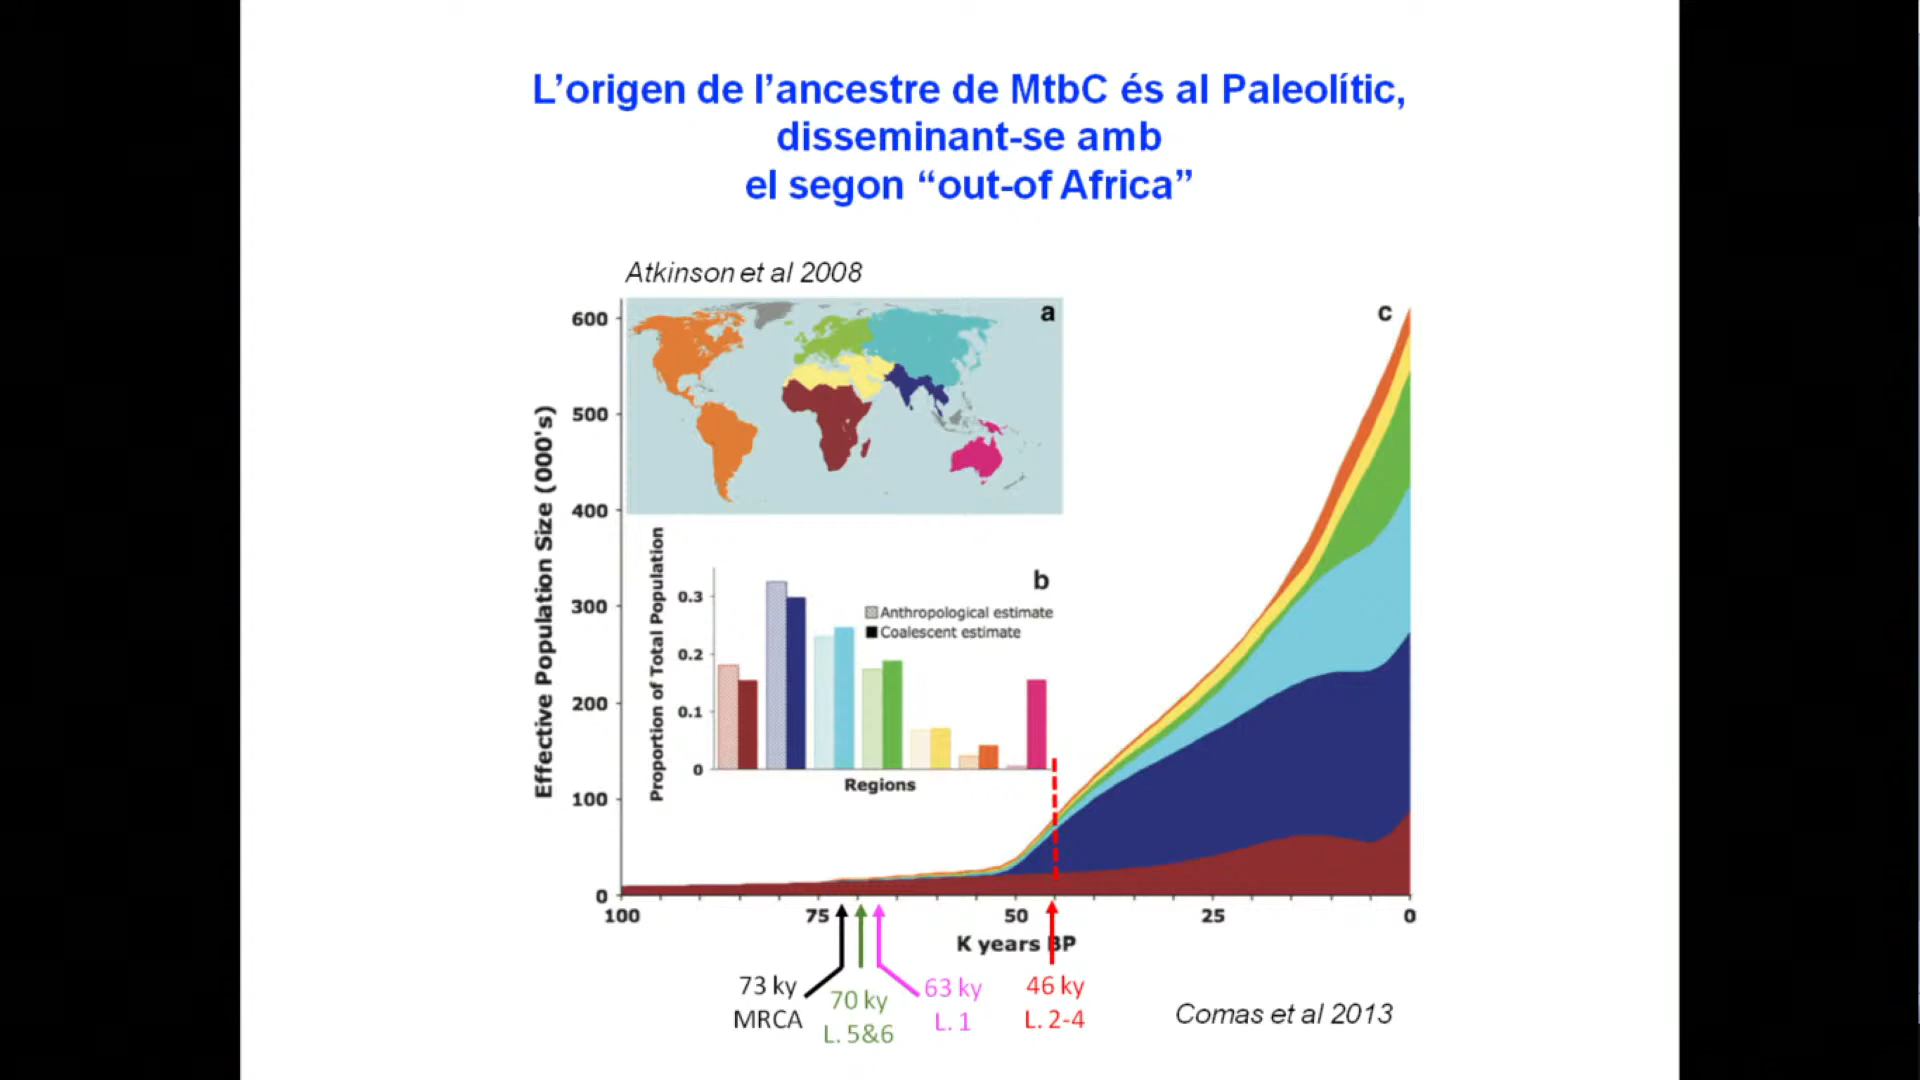 L'origen de l'ancestre de MtbC és al Paleolític,
disseminant-se amb
el segon “out-of Africa”
Atkinson et al 2008
a
c
600
500
400
300
200
100
0
Effective Population Size (000's)
b
Proportion of Total Population
0.3
0.2
0.1
0
Anthropological estimate
Coalescent estimate
Regions
100
75
50
25
0
K years BP
73 ky
MRCA
70 ky
L. 5&6
63 ky
L. 1
46 ky
L. 2-4
Comas et al 2013